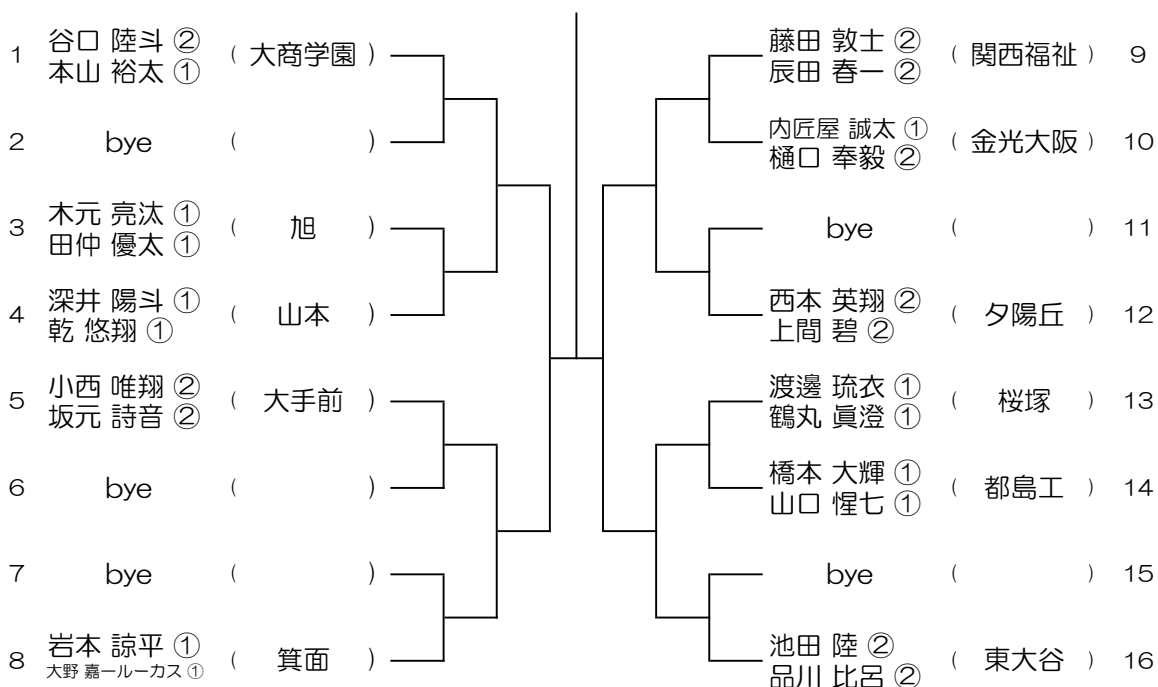 1 谷口 陸斗 ② ( 大商学園 )
本山 裕太 ①
2 bye ( )
3 木元 亮汰 ① ( 旭 )
田仲 優太 ①
4 深井 陽斗 ① ( 山本 )
乾 悠翔 ①
5 小西 唯翔 ② ( 大手前 )
坂元 詩音 ②
6 bye ( )
7 bye ( )
8 岩本 諒平 ① ( 箕面 )
大野 嘉一ルーカス ①
藤田 敦士 ② ( 関西福祉 ) 9
辰田 春一 ②
内匠屋 誠太 ① ( 金光大阪 ) 10
樋口 奉毅 ②
bye ( ) 11
西本 英翔 ② ( 夕陽丘 ) 12
上間 碧 ②
渡邊 琉衣 ① ( 桜塚 ) 13
鶴丸 眞澄 ①
橋本 大輝 ① ( 都島工 ) 14
山口 惺七 ①
bye ( ) 15
池田 陸 ② ( 東大谷 ) 16
品川 比呂 ②